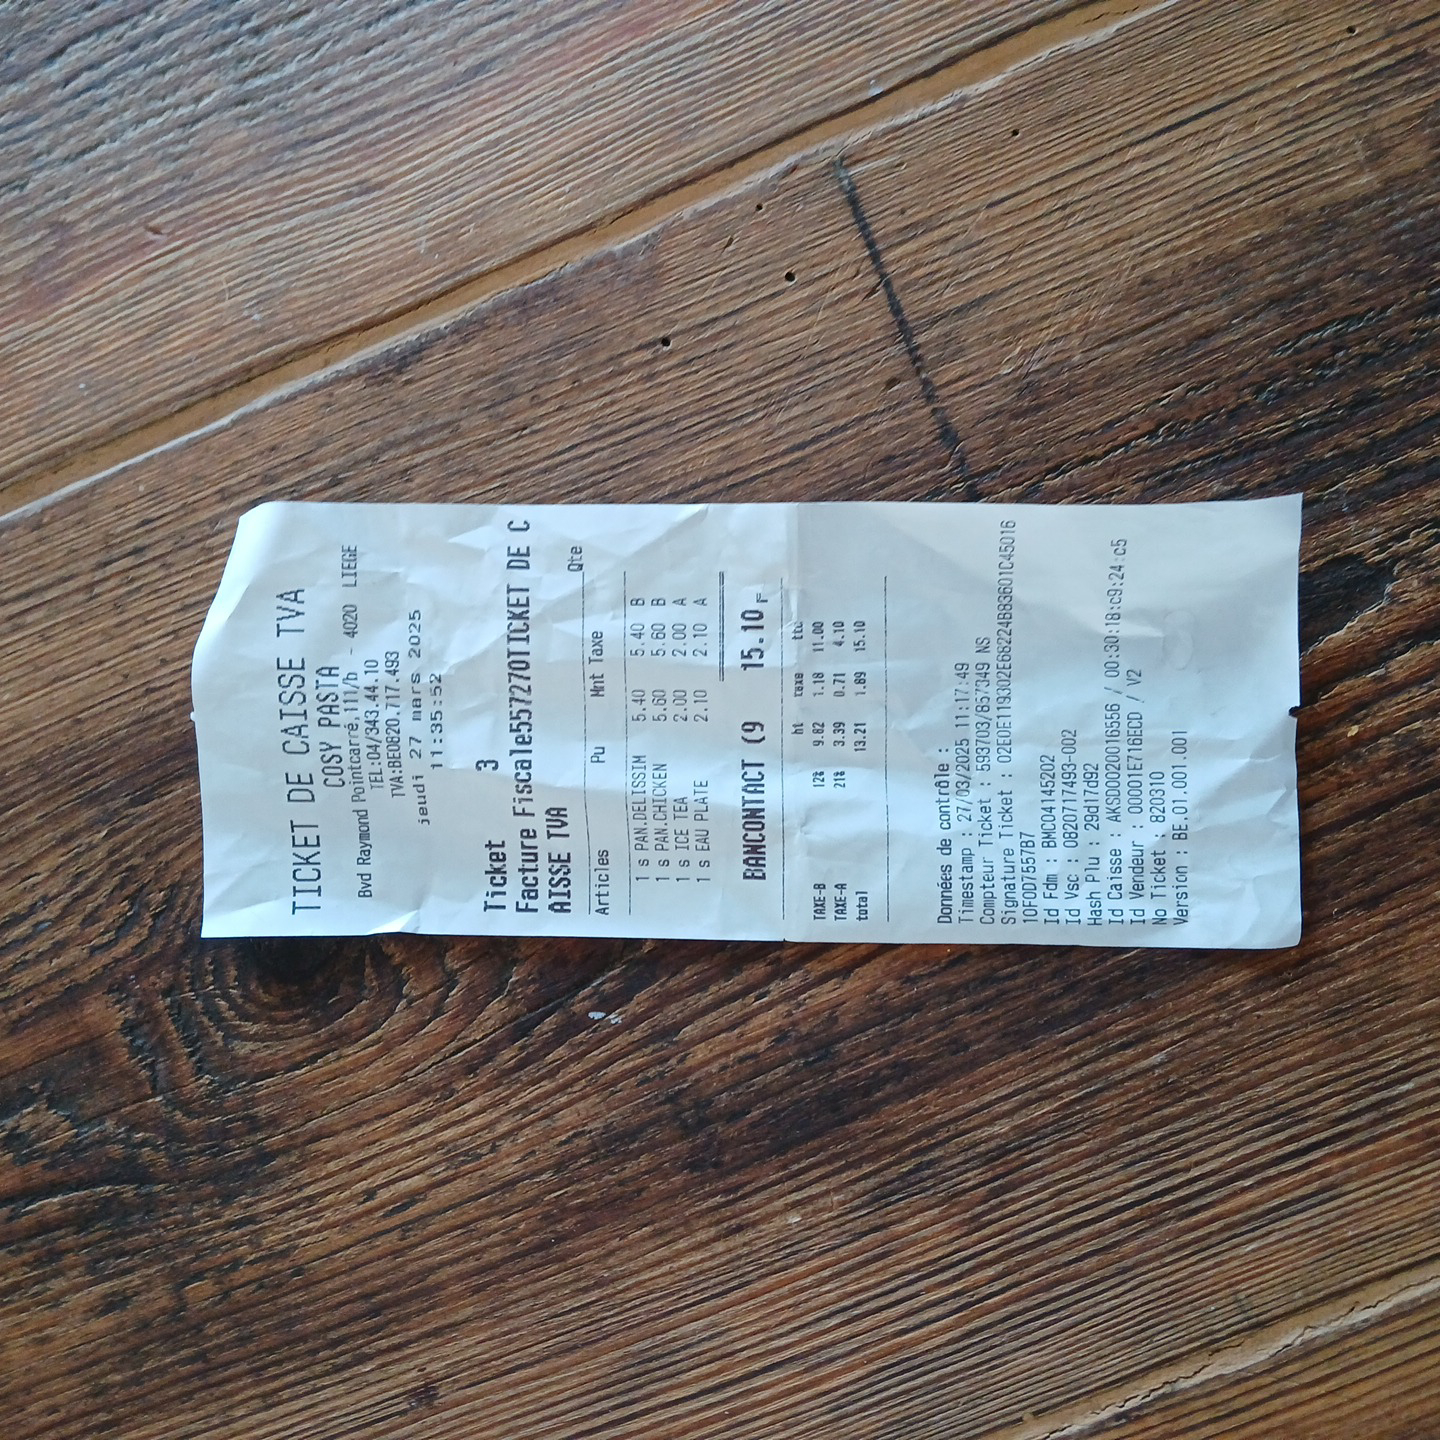 TICKET DE CAISSE TVA
COSY PASTA
Bvd Raymond Pointcarré,111/b - 4020 LIEGE
TEL:04/343.44.10
TVA:BE0820.717.493
jeudi 27 mars 2025
11:35:52
Ticket 3
Facture Fiscale557270TICKET DE C
AISSE TVA
Articles Pu Mnt Taxe Qte
1 s PAN.DELISSIM 5.40 5.40 B
1 s PAN.CHICKEN 5.60 5.60 B
1 s ICE TEA 2.00 2.00 A
1 s EAU PLATE 2.10 2.10 A
BANCONTACT (9 15.10
ht taxe ttc
TAXE-B 12% 9.82 1.18 11.00
TAXE-A 21% 3.39 0.71 4.10
total 13.21 1.89 15.10
Données de contrôle :
Timestamp : 27/03/2025 11:17:49
Compteur Ticket : 593703/857349 NS
Signature Ticket : 02E0E119302E68224B83601C45016
10F0D7557B7
Id Fdm : BMC04145202
Id Vsc : 0820717493-002
Hash Plu : 29d17d92
Id Caisse : AKSD0020016556 / 00:30:18:c9:24:c5
Id Vendeur : 00001E716ECD / V2
No Ticket : 820310
Version : BE.01.001.001